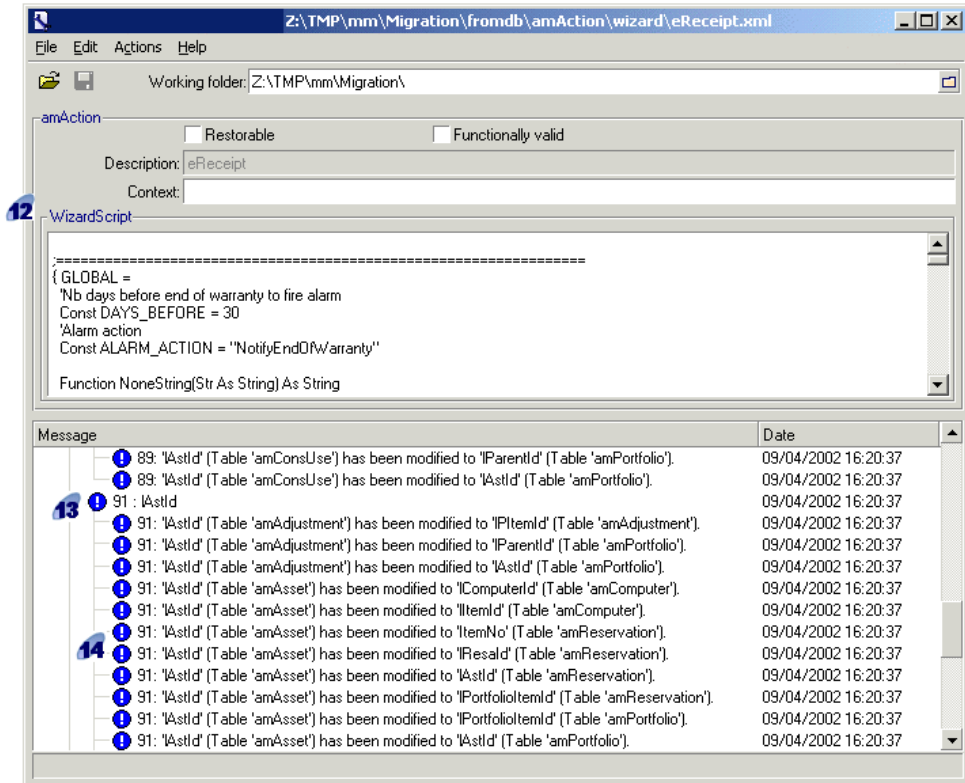 Z:\TMP\mm\Migration\fromdb\amAction\wizard\eReceipt.xml
File Edit Actions Help
Working folder: Z:\TMP\mm\Migration\
amAction
Restorable Functionally valid
Description: eReceipt
Context:
12
WizardScript
;=================================================================
{ GLOBAL =
'Nb days before end of warranty to fire alarm
Const DAYS_BEFORE = 30
'Alarm action
Const ALARM_ACTION = "NotifyEndOfWarranty"
Function NoneString(Str As String) As String
Message Date
89: 'lAstId' (Table 'amConsUse') has been modified to 'lParentId' (Table 'amPortfolio'). 09/04/2002 16:20:37
89: 'lAstId' (Table 'amConsUse') has been modified to 'lAstId' (Table 'amPortfolio'). 09/04/2002 16:20:37
13 91 : lAstId 09/04/2002 16:20:37
91: 'lAstId' (Table 'amAdjustment') has been modified to 'lPItemId' (Table 'amAdjustment'). 09/04/2002 16:20:37
91: 'lAstId' (Table 'amAdjustment') has been modified to 'lParentId' (Table 'amPortfolio'). 09/04/2002 16:20:37
91: 'lAstId' (Table 'amAdjustment') has been modified to 'lAstId' (Table 'amPortfolio'). 09/04/2002 16:20:37
91: 'lAstId' (Table 'amAsset') has been modified to 'lComputerId' (Table 'amComputer'). 09/04/2002 16:20:37
91: 'lAstId' (Table 'amAsset') has been modified to 'lItemId' (Table 'amComputer'). 09/04/2002 16:20:37
91: 'lAstId' (Table 'amAsset') has been modified to 'ItemNo' (Table 'amReservation'). 09/04/2002 16:20:37
14 91: 'lAstId' (Table 'amAsset') has been modified to 'lResaId' (Table 'amReservation'). 09/04/2002 16:20:37
91: 'lAstId' (Table 'amAsset') has been modified to 'lAstId' (Table 'amReservation'). 09/04/2002 16:20:37
91: 'lAstId' (Table 'amAsset') has been modified to 'lPortfolioItemId' (Table 'amReservation'). 09/04/2002 16:20:37
91: 'lAstId' (Table 'amAsset') has been modified to 'lPortfolioItemId' (Table 'amPortfolio'). 09/04/2002 16:20:37
91: 'lAstId' (Table 'amAsset') has been modified to 'lAstId' (Table 'amPortfolio'). 09/04/2002 16:20:37